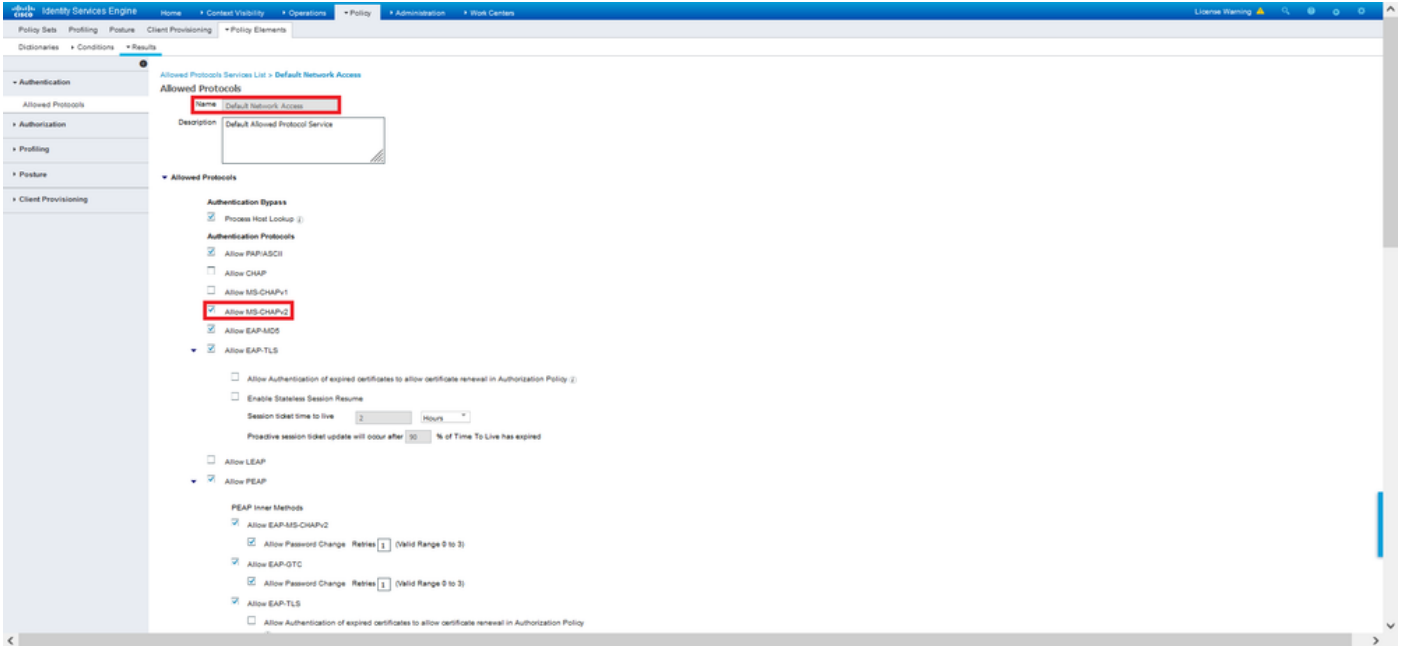 cisco Identity Services Engine Home Context Visibility Operations Policy Administration Work Centers License Warning
Policy Sets Profiling Posture Client Provisioning Policy Elements
Dictionaries Conditions Results
Authentication
Allowed Protocols
Authorization
Profiling
Posture
Client Provisioning
Allowed Protocols Services List > Default Network Access
Allowed Protocols
Name Default Network Access
Description Default Allowed Protocol Service
Allowed Protocols
Authentication Bypass
Process Host Lookup
Authentication Protocols
Allow PAP/ASCII
Allow CHAP
Allow MS-CHAPv1
Allow MS-CHAPv2
Allow EAP-MD5
Allow EAP-TLS
Allow Authentication of expired certificates to allow certificate renewal in Authorization Policy
Enable Stateless Session Resume
Session ticket time to live 2 Hours
Proactive session ticket update will occur after 90 % of Time To Live has expired
Allow LEAP
Allow PEAP
PEAP Inner Methods
Allow EAP-MS-CHAPv2
Allow Password Change Retries 1 (Valid Range 0 to 3)
Allow EAP-GTC
Allow Password Change Retries 1 (Valid Range 0 to 3)
Allow EAP-TLS
Allow Authentication of expired certificates to allow certificate renewal in Authorization Policy